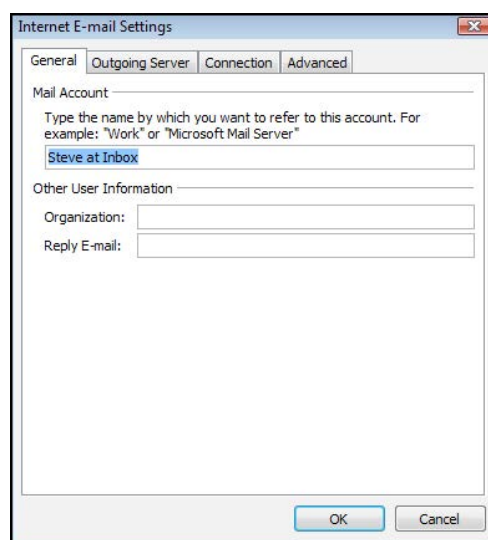 Internet E-mail Settings
General Outgoing Server Connection Advanced
Mail Account
Type the name by which you want to refer to this account. For
example: "Work" or "Microsoft Mail Server"
Steve at Inbox
Other User Information
Organization:
Reply E-mail:
OK Cancel